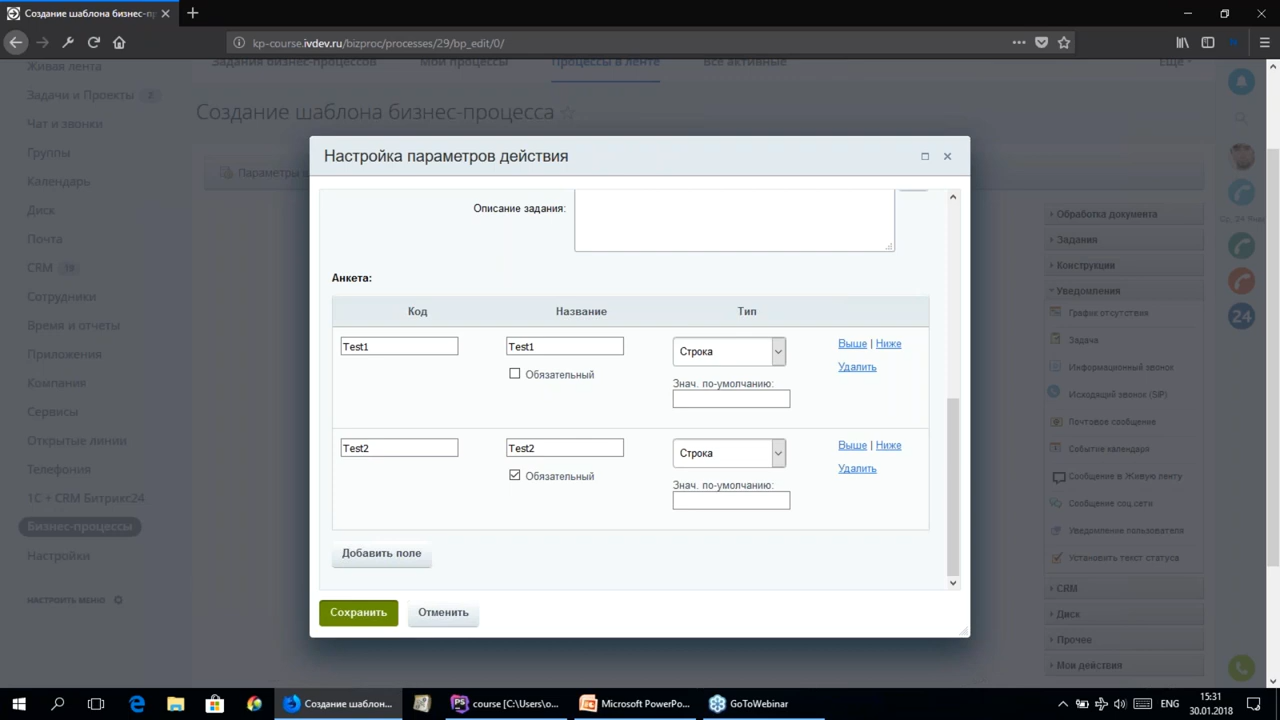 Создание шаблона бизнес-пр
kp-course.ivdev.ru/bizproc/processes/29/bp_edit/0/
Живая лента
Задания бизнес-процессов
Мои процессы
Процессы в ленте
Все активные
Еще
Задачи и Проекты 2
Чат и звонки
Группы
Календарь
Диск
Почта
CRM 18
Сотрудники
Время и отчеты
Приложения
Компания
Сервисы
Открытые линии
Телефония
1С + CRM Битрикс24
Бизнес-процессы
Настройки
НАСТРОИТЬ МЕНЮ
Создание шаблона бизнес-процесса
Параметры
Настройка параметров действия
Описание задания:
Анкета:
Код
Название
Тип
Test1
Test1
Строка
Выше | Ниже
Обязательный
Удалить
Знач. по-умолчанию:
Test2
Test2
Строка
Выше | Ниже
Обязательный
Удалить
Знач. по-умолчанию:
Добавить поле
Сохранить
Отменить
Обработка документа
Задания
Конструкции
Уведомления
График отсутствия
Задача
Информационный звонок
Исходящий звонок (SIP)
Почтовое сообщение
Событие календаря
Сообщение в Живую ленту
Сообщение соц.сети
Уведомление пользователя
Установить текст статуса
CRM
Диск
Прочее
Мои действия
Ср, 24 Янв
24
Создание шаблон...
course [C:\Users\o...
Microsoft PowerPo...
GoToWebinar
ENG
15:31
30.01.2018